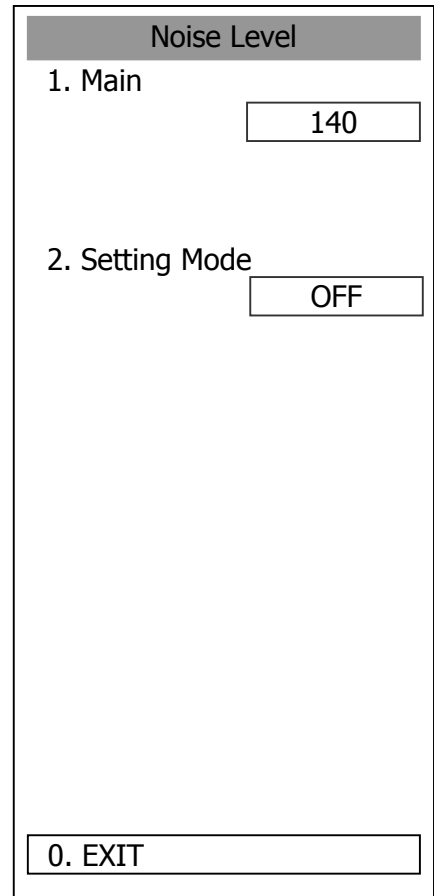 Noise Level
1. Main
140
2. Setting Mode
OFF
0. EXIT